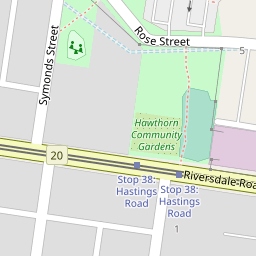 Rose Street
5
Symonds Street
Hawthorn
Community
Gardens
20
Riversdale Roa
Stop 38:
Hastings
Road
Stop 38:
Hastings
Road
1